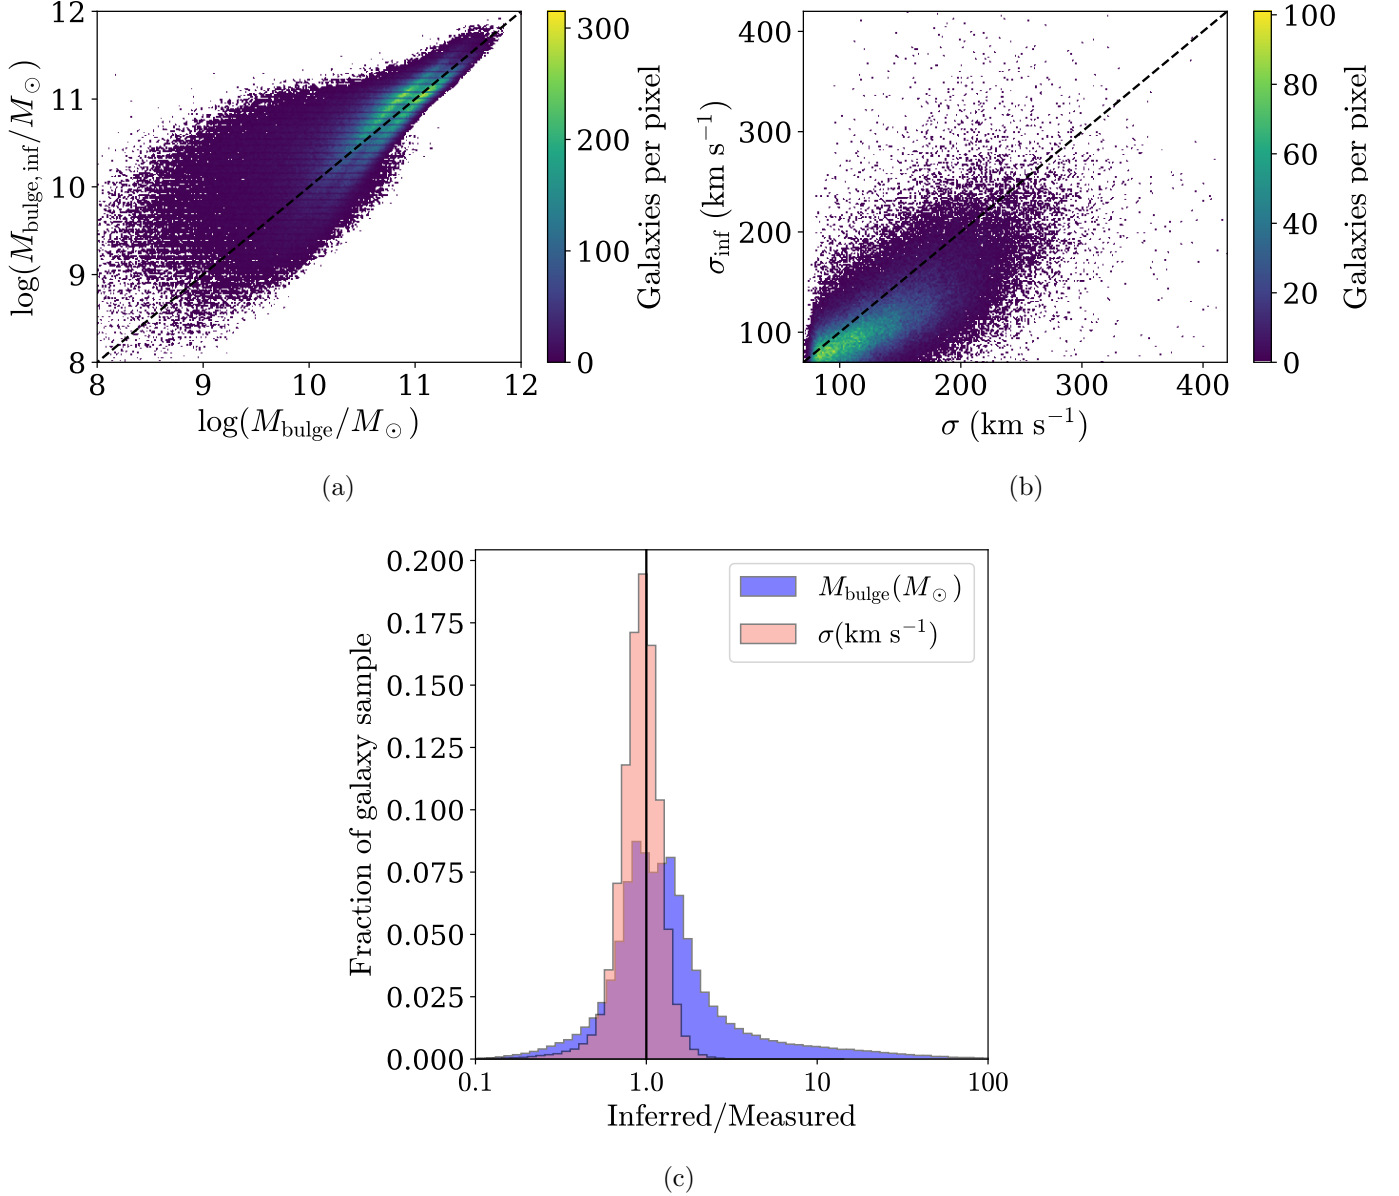 12
11
10
9
8
log(M_bulge, inf/M_⊙)
8 9 10 11 12
log(M_bulge/M_⊙)
300
200
100
0
Galaxies per pixel
(a)
400
300
200
100
σ_inf (km s⁻¹)
100 200 300 400
σ (km s⁻¹)
100
80
60
40
20
0
Galaxies per pixel
(b)
0.200
0.175
0.150
0.125
0.100
0.075
0.050
0.025
0.000
Fraction of galaxy sample
M_bulge(M_⊙)
σ(km s⁻¹)
0.1 1.0 10 100
Inferred/Measured
(c)